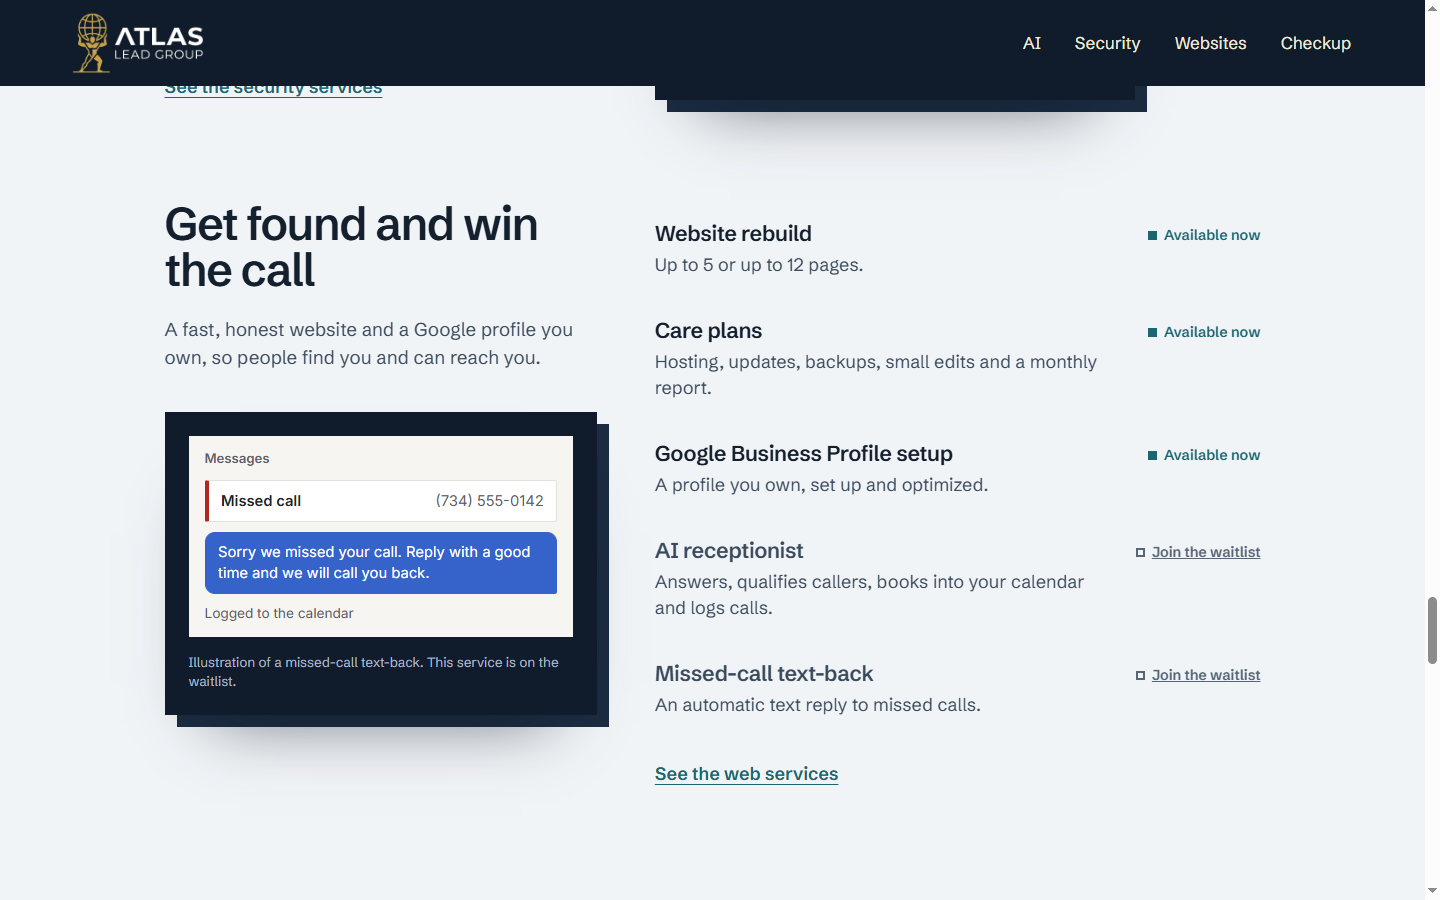 ATLAS
LEAD GROUP
AI
Security
Websites
Checkup
See the security services
Get found and win
the call
A fast, honest website and a Google profile you
own, so people find you and can reach you.
Messages
Missed call
(734) 555-0142
Sorry we missed your call. Reply with a good
time and we will call you back.
Logged to the calendar
Illustration of a missed-call text-back. This service is on the
waitlist.
Website rebuild
Available now
Up to 5 or up to 12 pages.
Care plans
Available now
Hosting, updates, backups, small edits and a monthly
report.
Google Business Profile setup
Available now
A profile you own, set up and optimized.
AI receptionist
Join the waitlist
Answers, qualifies callers, books into your calendar
and logs calls.
Missed-call text-back
Join the waitlist
An automatic text reply to missed calls.
See the web services